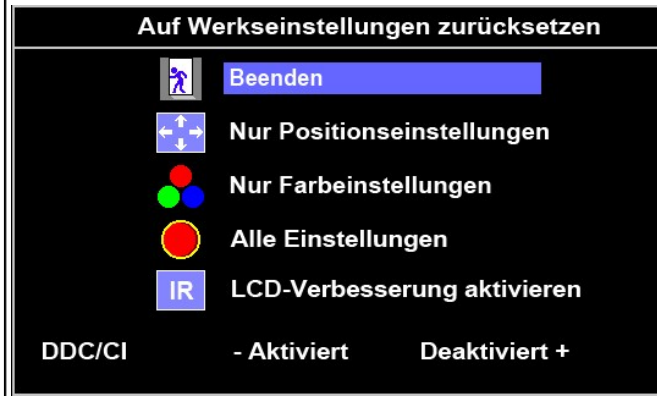 Auf Werkseinstellungen zurücksetzen
Beenden
Nur Positionseinstellungen
Nur Farbeinstellungen
Alle Einstellungen
IR LCD-Verbesserung aktivieren
DDC/CI - Aktiviert Deaktiviert +